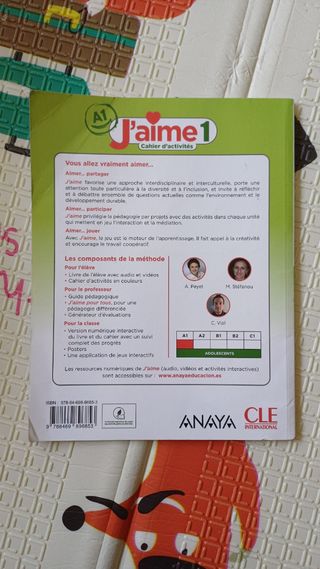 A1
J'aime 1
Cahier d'activités
Vous allez vraiment aimer...
Aimer... partager
J'aime favorise une approche interdisciplinaire et interculturelle, porte une
attention toute particulière à la diversité et à l'inclusion, et invite à réfléchir
et à débattre ensemble de questions actuelles comme l'environnement et le
développement durable.
Aimer... participer
J'aime privilégie la pédagogie par projets avec des activités dans chaque unité
qui mettent en jeu l'interaction et la médiation.
Aimer... jouer
Avec J'aime, le jeu est le moteur de l'apprentissage. Il fait appel à la créativité
et encourage le travail coopératif.
Les composants de la méthode
Pour l'élève
• Livre de l'élève avec audio et vidéos
• Cahier d'activités en couleurs
Pour le professeur
• Guide pédagogique
• J'aime pour tous, pour une
pédagogie différenciée
• Générateur d'évaluations
Pour la classe
• Version numérique interactive
du livre et du cahier avec un suivi
complet des progrès
• Posters
• Une application de jeux interactifs
A. Payet
M. Stefanou
C. Vial
A1 A2 B1 B2 C1
ADOLESCENTS
Les ressources numériques de J'aime (audio, vidéos et activités interactives)
sont accessibles sur : www.anayaeducacion.es
ANAYA
CLE
INTERNATIONAL